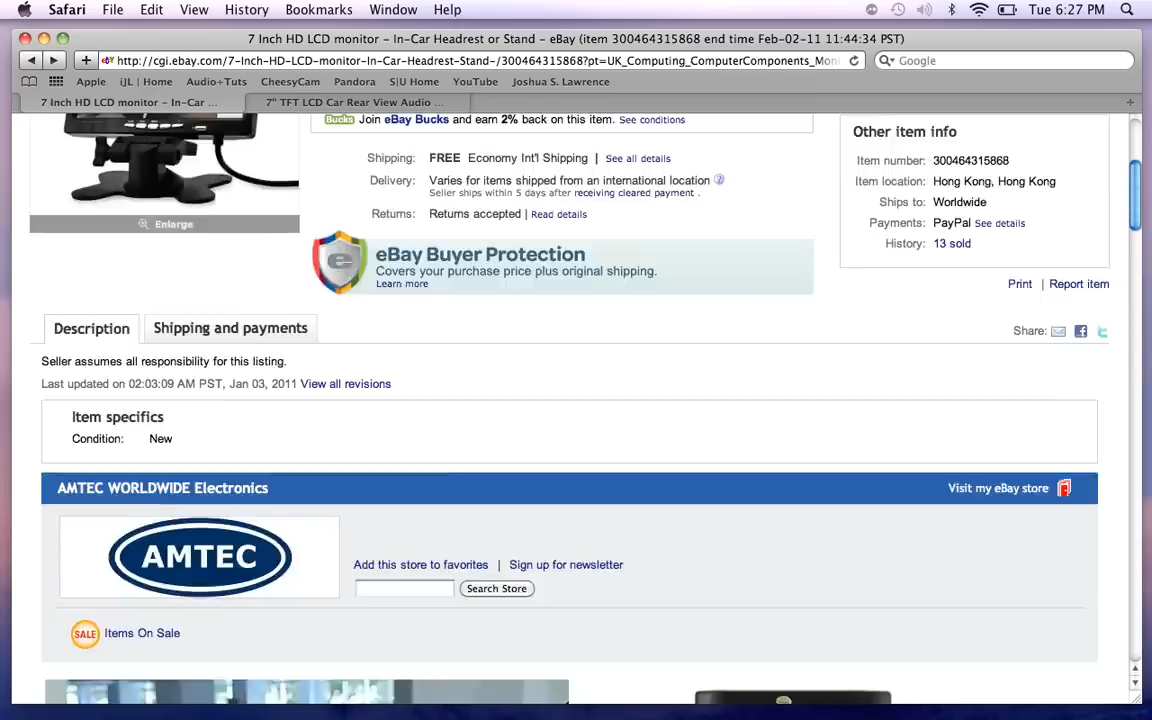 Safari File Edit View History Bookmarks Window Help Tue 6:27 PM
7 Inch HD LCD monitor – In-Car Headrest or Stand – eBay (item 300464315868 end time Feb-02-11 11:44:34 PST)
http://cgi.ebay.com/7-Inch-HD-LCD-monitor-In-Car-Headrest-Stand-/300464315868?pt=UK_Computing_ComputerComponents_Moni Google
Apple iJL | Home Audio+Tuts CheesyCam Pandora S|U Home YouTube Joshua S. Lawrence
7 Inch HD LCD monitor – In-Car ... 7" TFT LCD Car Rear View Audio ...
Bucks Join eBay Bucks and earn 2% back on this item. See conditions
Shipping: FREE Economy Int'l Shipping | See all details
Delivery: Varies for items shipped from an international location
Seller ships within 5 days after receiving cleared payment .
Returns: Returns accepted | Read details
Enlarge
eBay Buyer Protection
Covers your purchase price plus original shipping.
Learn more
Other item info
Item number: 300464315868
Item location: Hong Kong, Hong Kong
Ships to: Worldwide
Payments: PayPal See details
History: 13 sold
Print | Report item
Description Shipping and payments
Share:
Seller assumes all responsibility for this listing.
Last updated on 02:03:09 AM PST, Jan 03, 2011 View all revisions
Item specifics
Condition: New
AMTEC WORLDWIDE Electronics Visit my eBay store
AMTEC
Add this store to favorites | Sign up for newsletter
Search Store
SALE Items On Sale